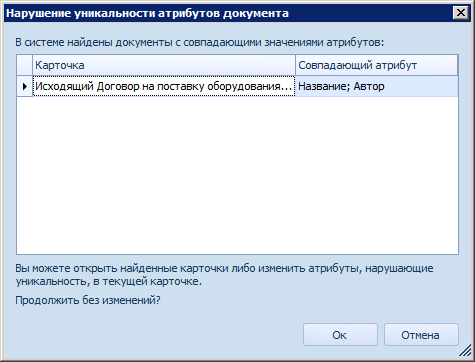 Нарушение уникальности атрибутов документа
В системе найдены документы с совпадающими значениями атрибутов:
Карточка Совпадающий атрибут
Исходящий Договор на поставку оборудования... Название; Автор
Вы можете открыть найденные карточки либо изменить атрибуты, нарушающие
уникальность, в текущей карточке.
Продолжить без изменений?
Ок Отмена